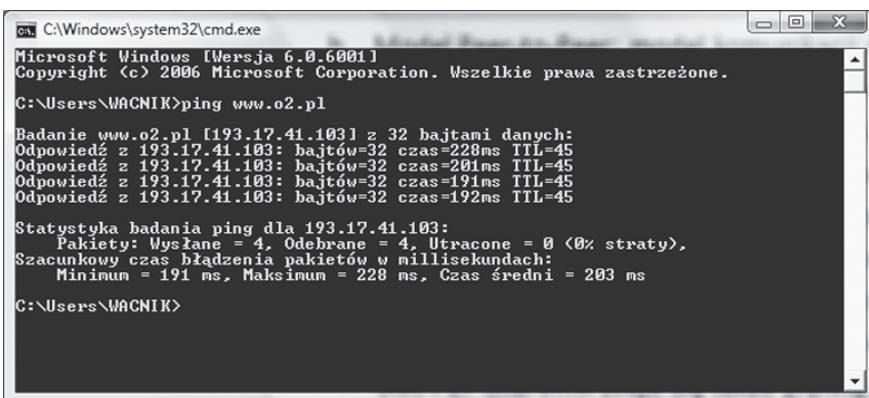 C:\Windows\system32\cmd.exe
Microsoft Windows [Wersja 6.0.6001]
Copyright (c) 2006 Microsoft Corporation. Wszelkie prawa zastrzeżone.
C:\Users\WACNIK>ping www.o2.pl
Badanie www.o2.pl [193.17.41.103] z 32 bajtami danych:
Odpowiedź z 193.17.41.103: bajtów=32 czas=228ms TTL=45
Odpowiedź z 193.17.41.103: bajtów=32 czas=201ms TTL=45
Odpowiedź z 193.17.41.103: bajtów=32 czas=191ms TTL=45
Odpowiedź z 193.17.41.103: bajtów=32 czas=192ms TTL=45
Statystyka badania ping dla 193.17.41.103:
Pakiety: Wysłane = 4, Odebrane = 4, Utracone = 0 (0% straty),
Szacunkowy czas błądzenia pakietów w millisekundach:
Minimum = 191 ms, Maksimum = 228 ms, Czas średni = 203 ms
C:\Users\WACNIK>